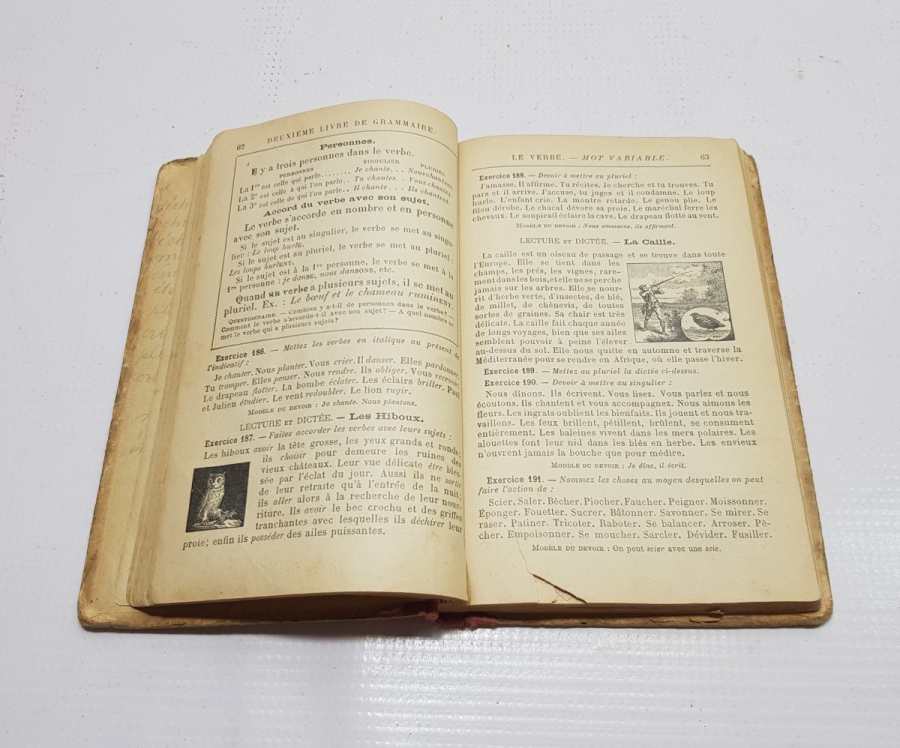 62 DEUXIÈME LIVRE DE GRAMMAIRE.
Personnes.
Il y a trois personnes dans le verbe.
PERSONNES SINGULIER PLURIEL
La 1re est celle qui parle........ Je chante... Nous chantons.
La 2e est celle à qui l'on parle.. Tu chantes... Vous chantez.
La 3e est celle de qui l'on parle.. Il chante... Ils chantent.
Accord du verbe avec son sujet.
Le verbe s'accorde en nombre et en personne
avec son sujet.
Si le sujet est au singulier, le verbe se met au singu-
lier : Le loup hurle.
Si le sujet est au pluriel, le verbe se met au pluriel :
Les loups hurlent.
Si le sujet est à la 1re personne, le verbe se met à la
1re personne : je danse, nous dansons, etc.
Quand un verbe a plusieurs sujets, il se met au
pluriel. Ex. : Le bœuf et le chameau ruminent.
QUESTIONNAIRE. — Combien y a-t-il de personnes dans le verbe? —
Comment le verbe s'accorde-t-il avec son sujet? — A quel nombre se
met le verbe qui a plusieurs sujets?
Exercice 186. — Mettez les verbes en italique au présent de
l'indicatif :
Je chanter. Nous planter. Vous crier. Il danser. Elles pardonner.
Tu tromper. Elles penser. Nous rendre. Ils obliger. Vous recevoir.
Le drapeau flotter. La bombe éclater. Les éclairs briller. Paul
et Julien étudier. Le vent redoubler. Le lion rugir.
MODÈLE DU DEVOIR : Je chante. Nous plantons.
LECTURE ET DICTÉE. — Les Hiboux.
Exercice 187. — Faites accorder les verbes avec leurs sujets :
Les hiboux avoir la tête grosse, les yeux grands et ronds;
ils choisir pour demeure les ruines des
vieux châteaux. Leur vue délicate être bles-
sée par l'éclat du jour. Aussi ils ne sortir
de leur retraite qu'à l'entrée de la nuit;
ils aller alors à la recherche de leur nour-
riture. Ils avoir le bec crochu et des griffes
tranchantes avec lesquelles ils déchirer leur
proie; enfin ils posséder des ailes puissantes.
LE VERBE. — MOT VARIABLE. 63
Exercice 188. — Devoir à mettre au pluriel :
J'amasse. Il affirme. Tu récites. Je cherche et tu trouves. Tu
pars et il arrive. J'accuse, tu juges et il condamne. Le loup
hurle. L'enfant crie. La montre retarde. Le genou plie. Le
filou dérobe. Le chacal dévore sa proie. Le maréchal ferre les
chevaux. Le soupirail éclaire la cave. Le drapeau flotte au vent.
MODÈLE DU DEVOIR : Nous amassons, ils affirment.
LECTURE ET DICTÉE. — La Caille.
La caille est un oiseau de passage et se trouve dans toute
l'Europe. Elle se tient dans les
champs, les prés, les vignes, rare-
ment dans les bois, et elle ne se perche
jamais sur les arbres. Elle se nour-
rit d'herbe verte, d'insectes, de blé,
de millet, de chènevis, de toutes
sortes de graines. Sa chair est très
délicate. La caille fait chaque année
de longs voyages, bien que ses ailes
semblent pouvoir à peine l'élever
au-dessus du sol. Elle nous quitte en automne et traverse la
Méditerranée pour se rendre en Afrique, où elle passe l'hiver.
Exercice 189. — Mettez au pluriel la dictée ci-dessus.
Exercice 190. — Devoir à mettre au singulier :
Nous dinons. Ils écrivent. Vous lisez. Vous parlez et nous
écoutons. Ils chantent et vous accompagnez. Nous aimons les
fleurs. Les ingrats oublient les bienfaits. Ils jouent et nous tra-
vaillons. Les feux brillent, pétillent, brûlent, se consument
entièrement. Les baleines vivent dans les mers polaires. Les
alouettes font leur nid dans les blés en herbe. Les envieux
n'ouvrent jamais la bouche que pour médire.
MODÈLE DU DEVOIR : Je dîne, il écrit.
Exercice 191. — Nommez les choses au moyen desquelles on peut
faire l'action de :
Scier. Saler. Bêcher. Piocher. Faucher. Peigner. Moissonner.
Éponger. Fouetter. Sucrer. Bâtonner. Savonner. Se mirer. Se
raser. Patiner. Tricoter. Raboter. Se balancer. Arroser. Pê-
cher. Empoisonner. Se moucher. Sarcler. Dévider. Fusiller.
MODÈLE DU DEVOIR : On peut scier avec une scie.